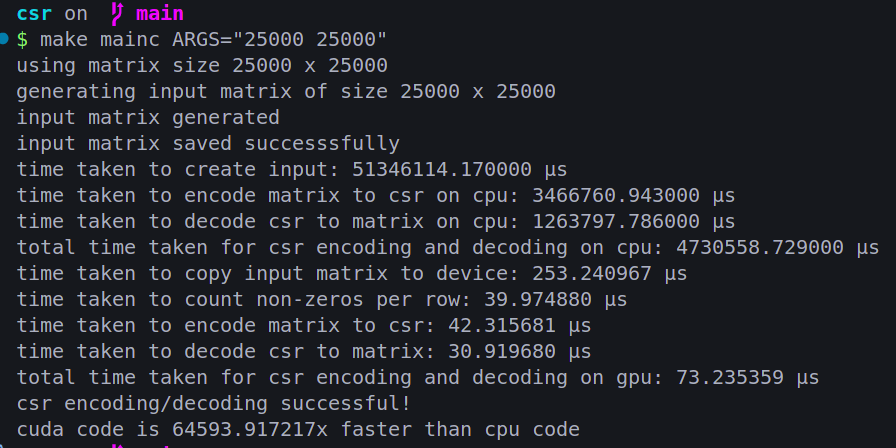 csr on main
$ make mainc ARGS="25000 25000"
using matrix size 25000 x 25000
generating input matrix of size 25000 x 25000
input matrix generated
input matrix saved successsfully
time taken to create input: 51346114.170000 µs
time taken to encode matrix to csr on cpu: 3466760.943000 µs
time taken to decode csr to matrix on cpu: 1263797.786000 µs
total time taken for csr encoding and decoding on cpu: 4730558.729000 µs
time taken to copy input matrix to device: 253.240967 µs
time taken to count non-zeros per row: 39.974880 µs
time taken to encode matrix to csr: 42.315681 µs
time taken to decode csr to matrix: 30.919680 µs
total time taken for csr encoding and decoding on gpu: 73.235359 µs
csr encoding/decoding successful!
cuda code is 64593.917217x faster than cpu code